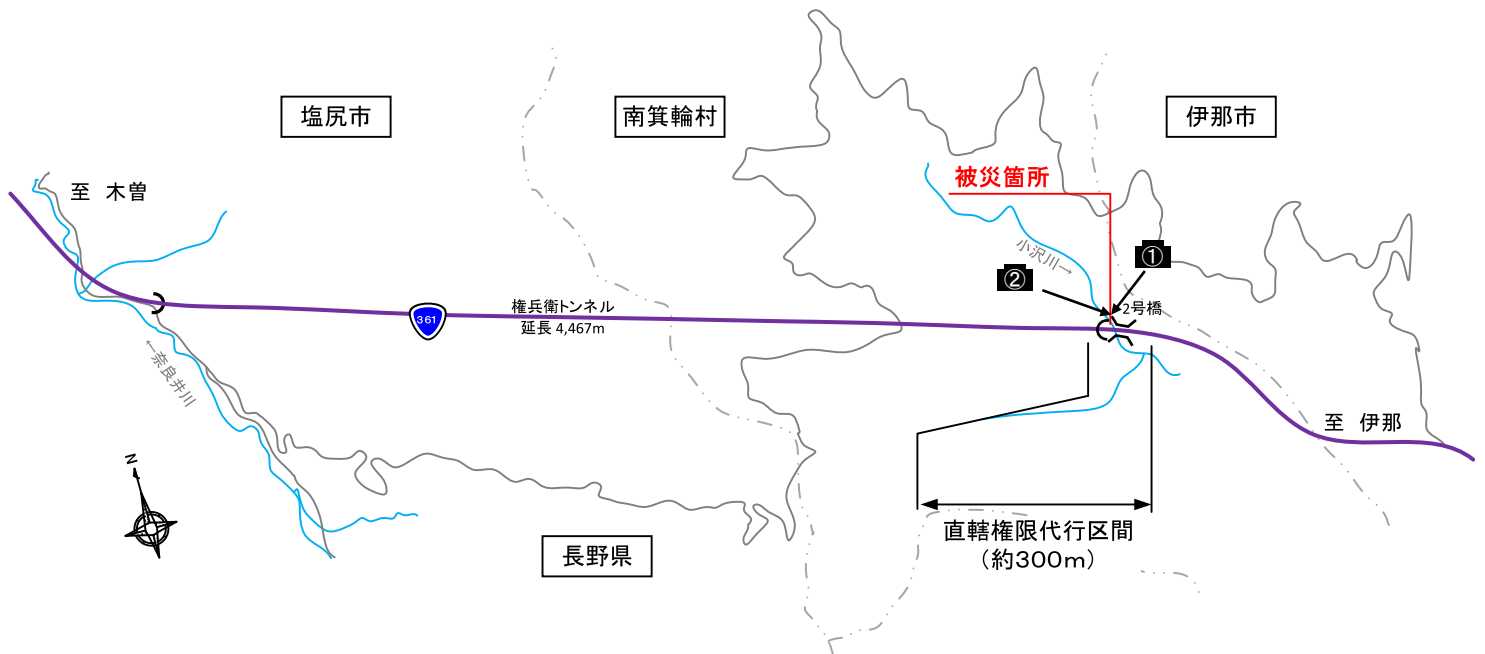 塩尻市
南箕輪村
伊那市
至 木曽
被災箇所
小沢川→
①
②
2号橋
権兵衛トンネル
延長 4,467m
361
←奈良井川
至 伊那
N
直轄権限代行区間
（約300m）
長野県